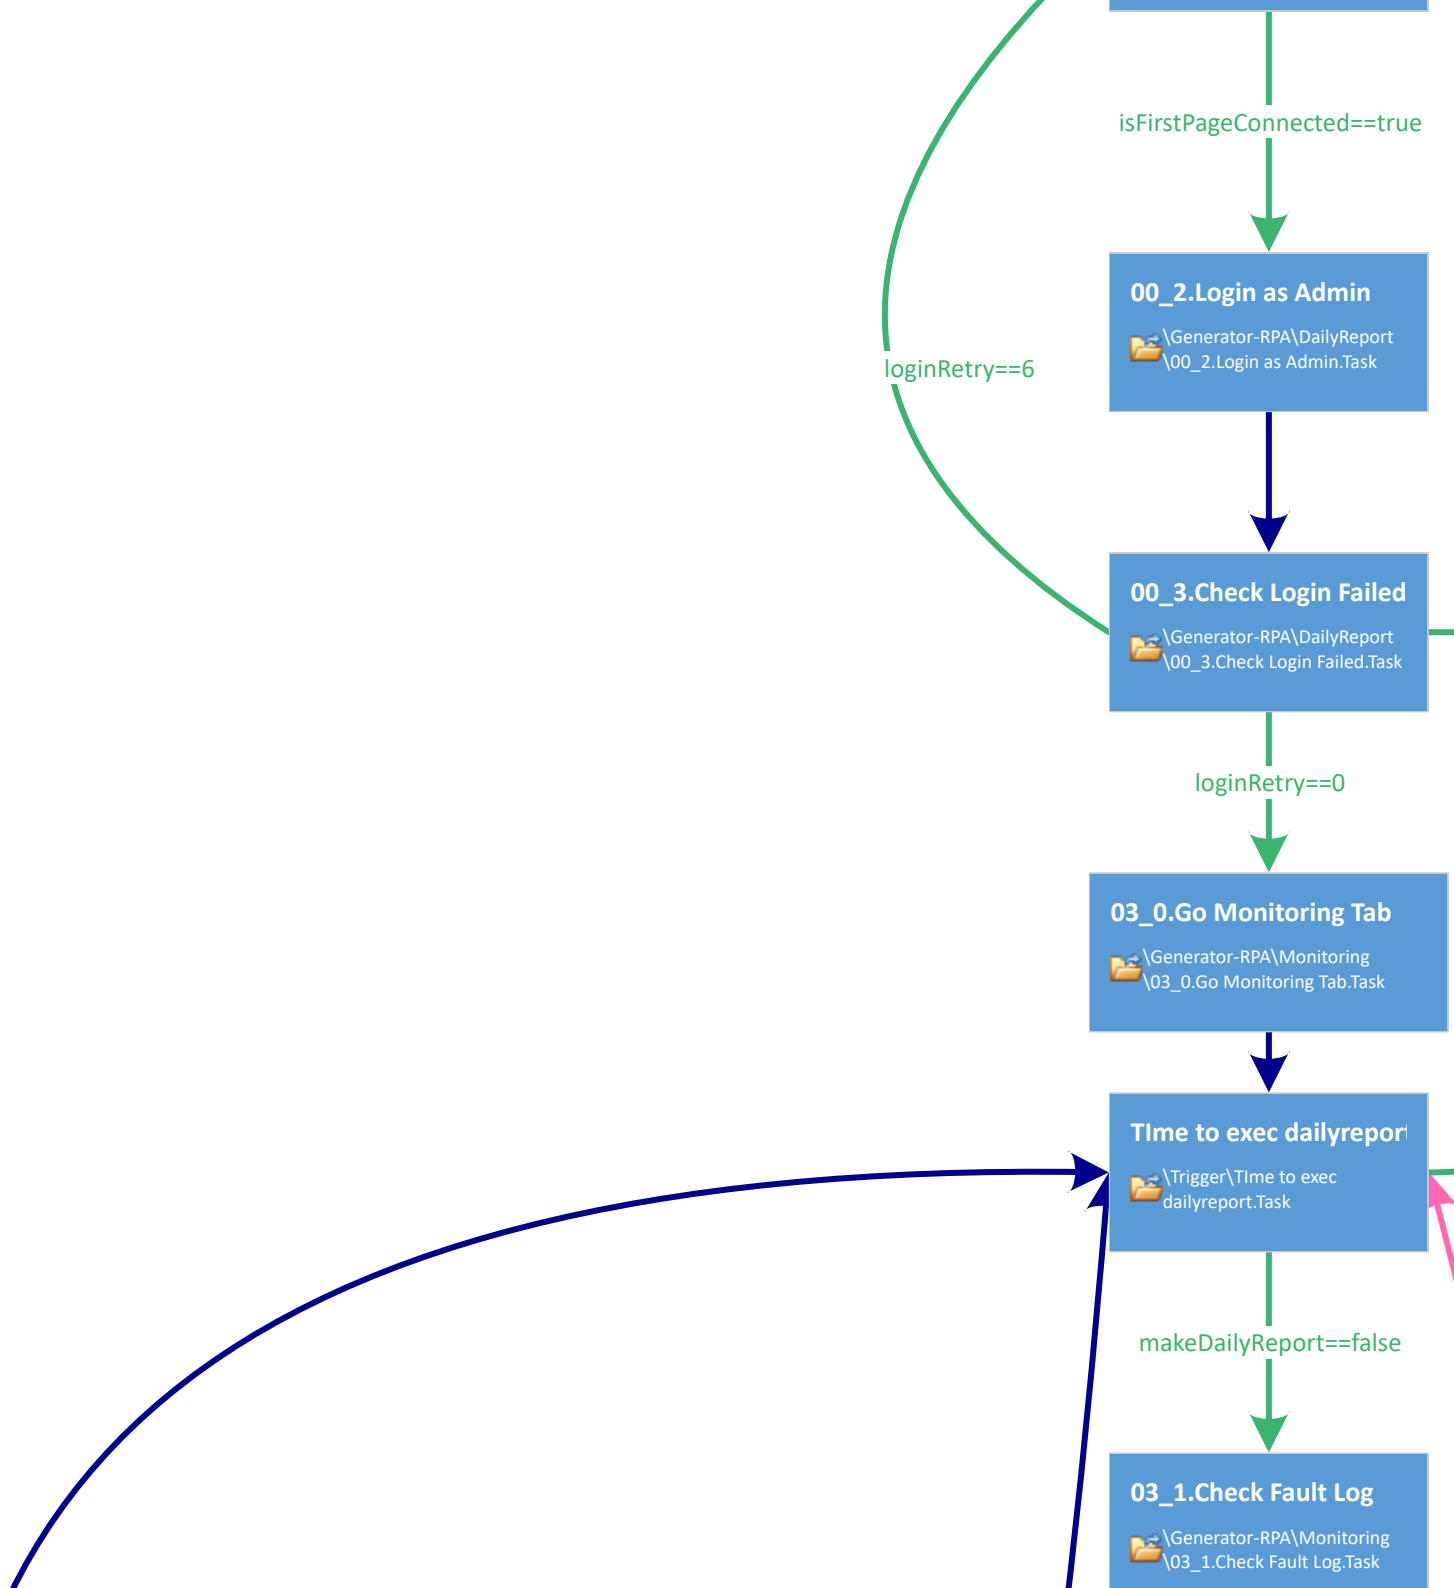 isFirstPageConnected==true
00_2.Login as Admin
\Generator-RPA\DailyReport
\00_2.Login as Admin.Task
loginRetry==6
00_3.Check Login Failed
\Generator-RPA\DailyReport
\00_3.Check Login Failed.Task
loginRetry==0
03_0.Go Monitoring Tab
\Generator-RPA\Monitoring
\03_0.Go Monitoring Tab.Task
TIme to exec dailyreport
\Trigger\TIme to exec
dailyreport.Task
makeDailyReport==false
03_1.Check Fault Log
\Generator-RPA\Monitoring
\03_1.Check Fault Log.Task